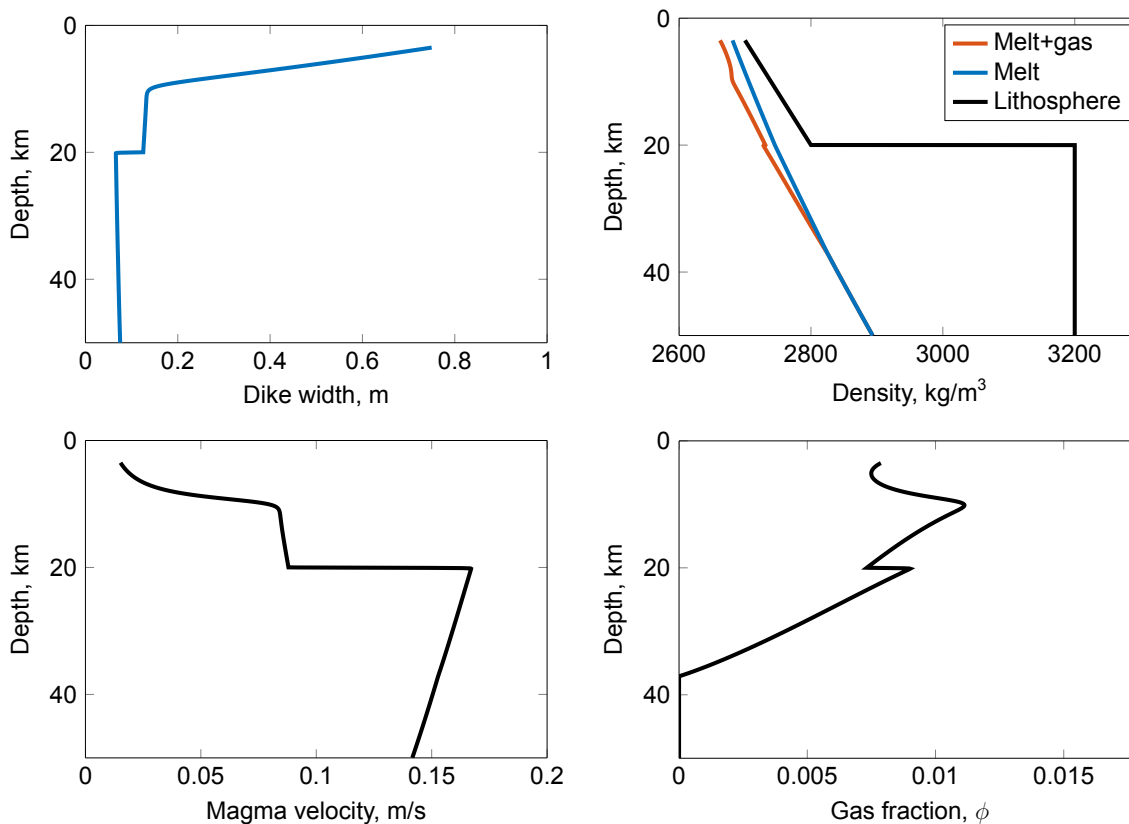 0
20
40
Depth, km
0
0.2
0.4
0.6
0.8
1
Dike width, m
0
20
40
Depth, km
2600
2800
3000
3200
Density, kg/m³
Melt+gas
Melt
Lithosphere
0
20
40
Depth, km
0
0.05
0.1
0.15
0.2
Magma velocity, m/s
0
20
40
Depth, km
0
0.005
0.01
0.015
Gas fraction, ϕ